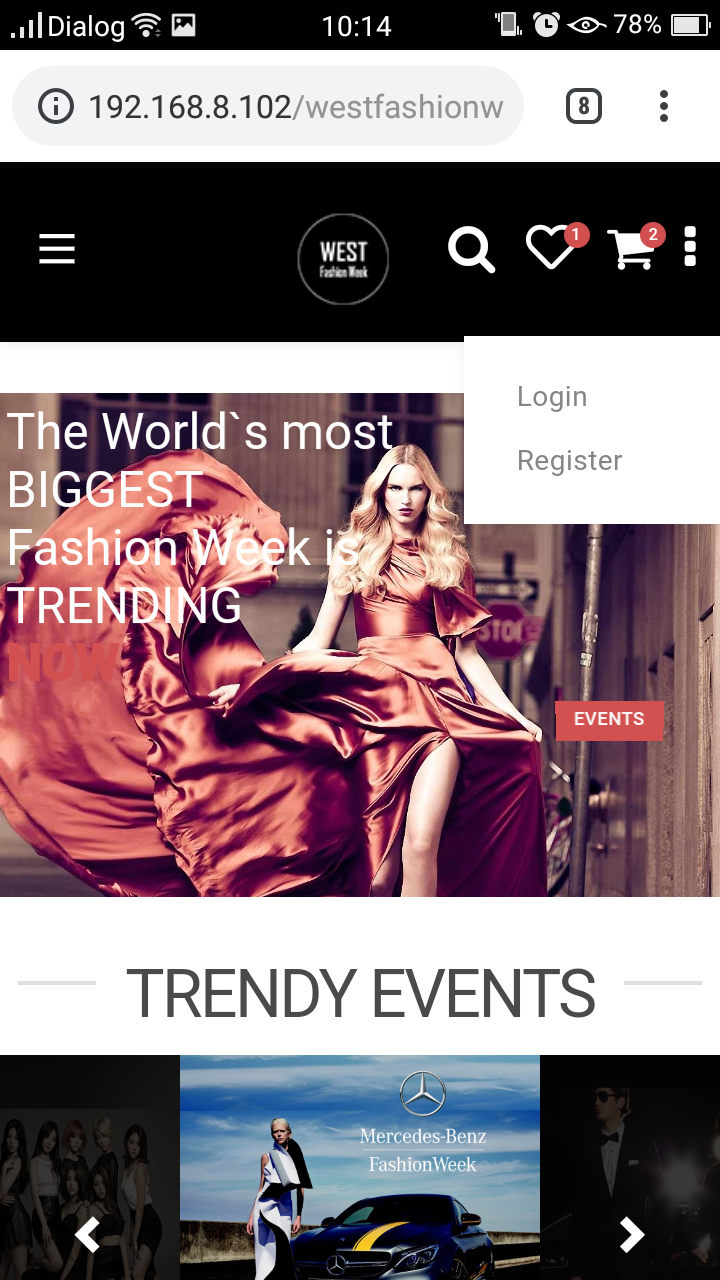 Dialog 10:14 78%
192.168.8.102/westfashionw 8
WEST
Fashion Week
1 2
Login
Register
The World`s most
BIGGEST
Fashion Week is
TRENDING
NOW
STOP
EVENTS
TRENDY EVENTS
Mercedes-Benz
FashionWeek